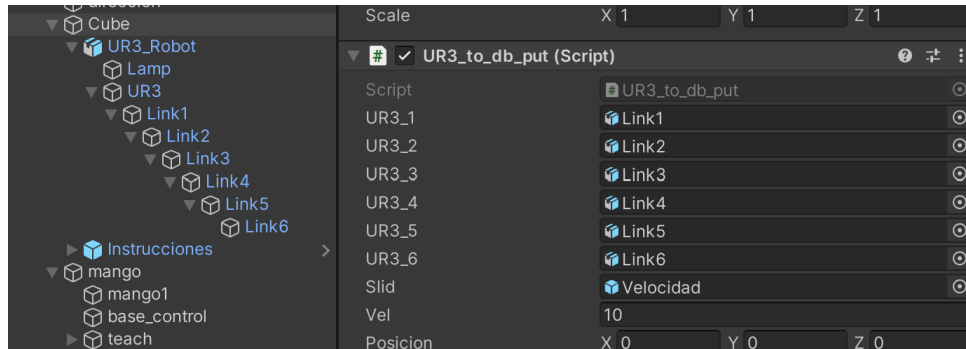 Cube
UR3_Robot
Lamp
UR3
Link1
Link2
Link3
Link4
Link5
Link6
Instrucciones
mango
mango1
base_control
teach
Scale X 1 Y 1 Z 1
# UR3_to_db_put (Script)
Script UR3_to_db_put
UR3_1 Link1
UR3_2 Link2
UR3_3 Link3
UR3_4 Link4
UR3_5 Link5
UR3_6 Link6
Slid Velocidad
Vel 10
Posicion X 0 Y 0 Z 0